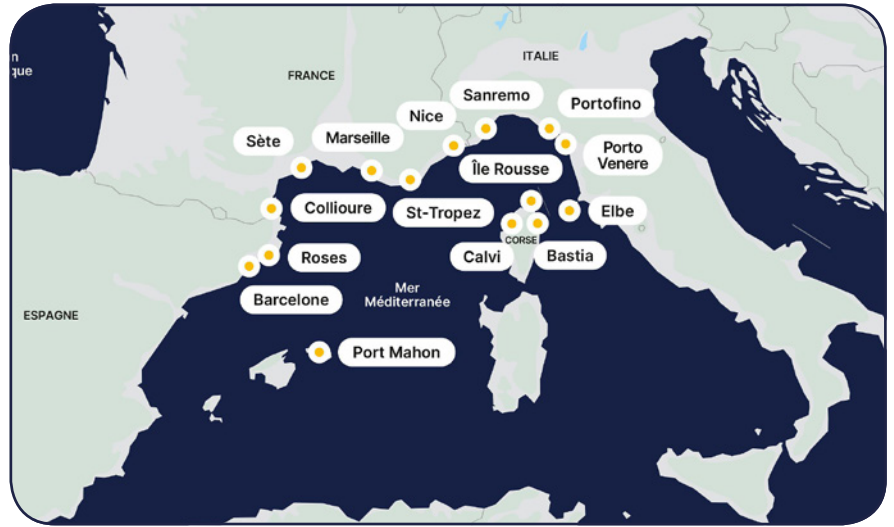 n
que
FRANCE
ITALIE
Sanremo
Portofino
Nice
Marseille
Sète
Porto
Venere
Île Rousse
Collioure
St-Tropez
Elbe
CORSE
Calvi
Bastia
Roses
Mer
Méditerranée
Barcelone
ESPAGNE
Port Mahon